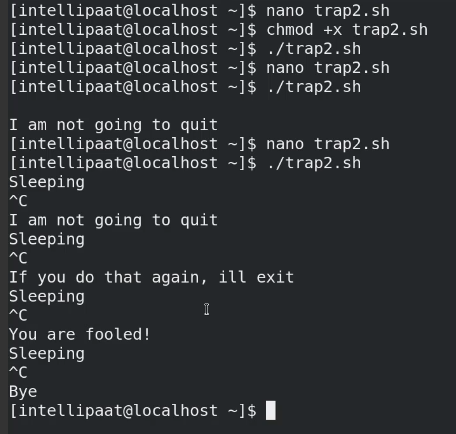 [intellipaat@localhost ~]$ nano trap2.sh
[intellipaat@localhost ~]$ chmod +x trap2.sh
[intellipaat@localhost ~]$ ./trap2.sh
[intellipaat@localhost ~]$ nano trap2.sh
[intellipaat@localhost ~]$ ./trap2.sh
I am not going to quit
[intellipaat@localhost ~]$ nano trap2.sh
[intellipaat@localhost ~]$ ./trap2.sh
Sleeping
^C
I am not going to quit
Sleeping
^C
If you do that again, ill exit
Sleeping
^C
You are fooled!
Sleeping
^C
Bye
[intellipaat@localhost ~]$